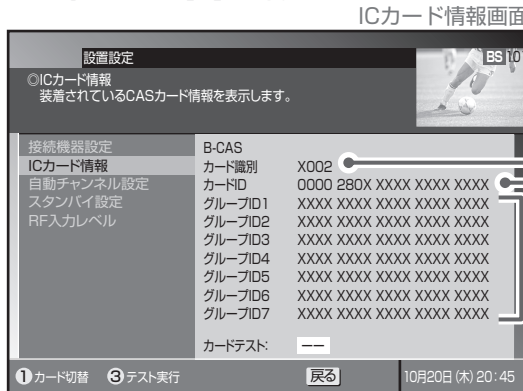 ICカード情報画面
設置設定
BS 10
◎ICカード情報
装着されているCASカード情報を表示します。
接続機器設定
ICカード情報
自動チャンネル設定
スタンバイ設定
RF入力レベル
B-CAS
カード識別 X002
カードID 0000 280X XXXX XXXX XXXX
グループID1 XXXX XXXX XXXX XXXX XXXX
グループID2 XXXX XXXX XXXX XXXX XXXX
グループID3 XXXX XXXX XXXX XXXX XXXX
グループID4 XXXX XXXX XXXX XXXX XXXX
グループID5 XXXX XXXX XXXX XXXX XXXX
グループID6 XXXX XXXX XXXX XXXX XXXX
グループID7 XXXX XXXX XXXX XXXX XXXX
カードテスト: −−
①カード切替 ③テスト実行 戻る 10月20日(木)20:45